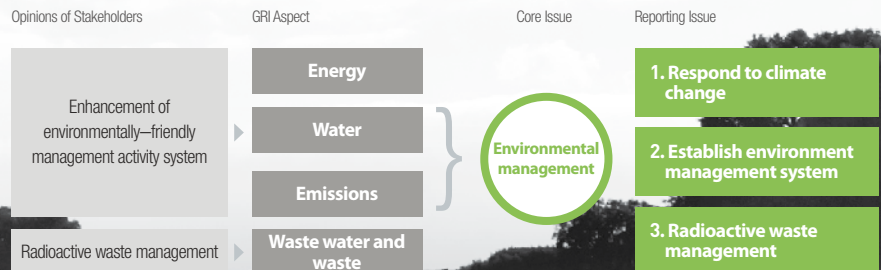 Opinions of Stakeholders
GRI Aspect
Core Issue
Reporting Issue
Enhancement of
environmentally–friendly
management activity system
Radioactive waste management
Energy
Water
Emissions
Waste water and
waste
Environmental
management
1. Respond to climate
change
2. Establish environment
management system
3. Radioactive waste
management